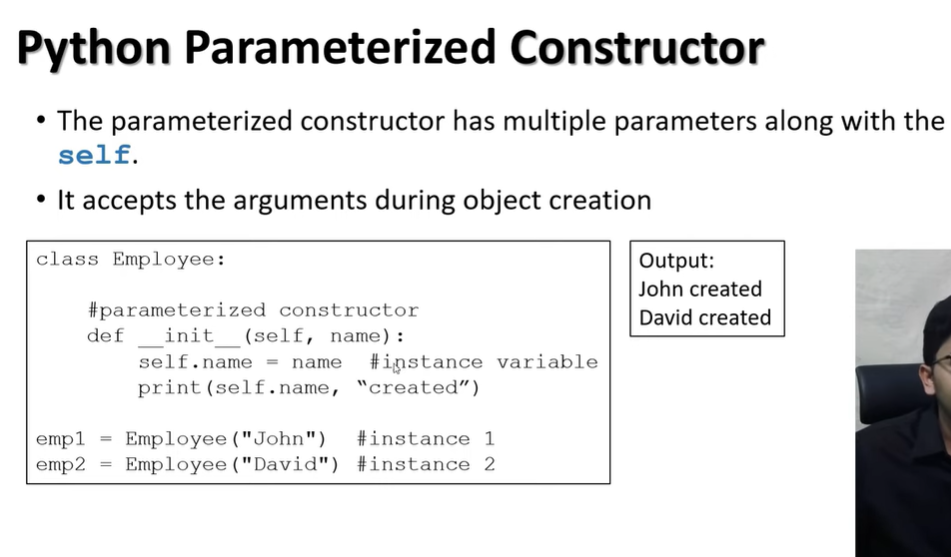 Python Parameterized Constructor
• The parameterized constructor has multiple parameters along with the
self.
• It accepts the arguments during object creation
class Employee:
#parameterized constructor
def __init__(self, name):
self.name = name #instance variable
print(self.name, “created”)
emp1 = Employee("John") #instance 1
emp2 = Employee("David") #instance 2
Output:
John created
David created